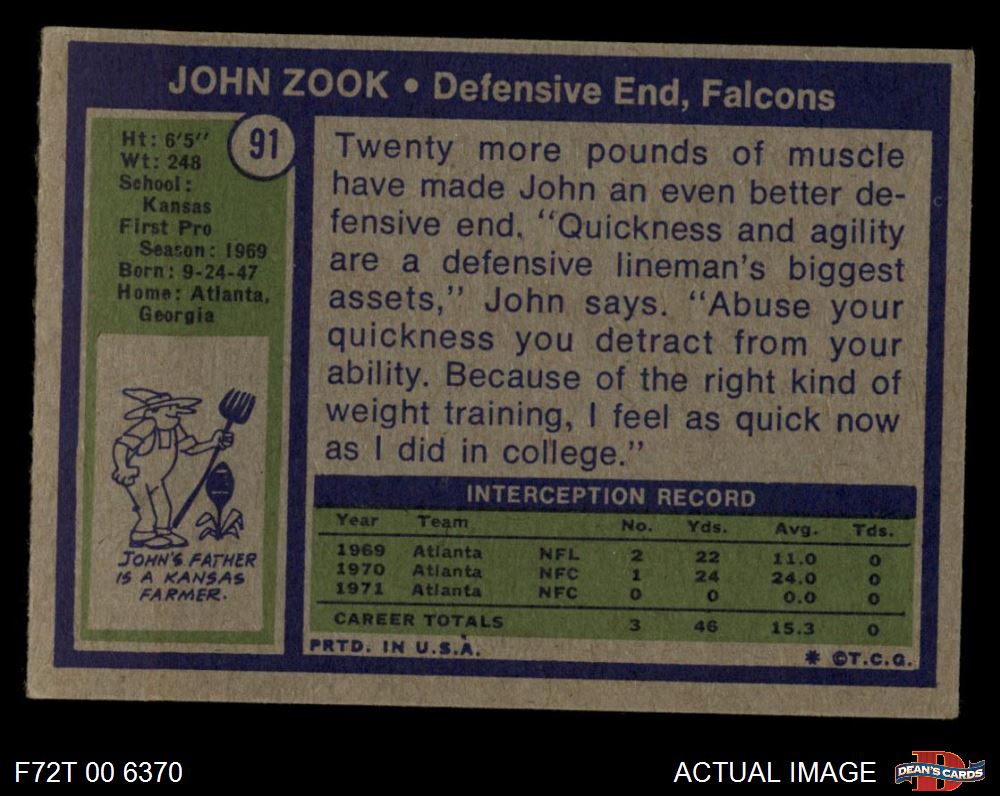 JOHN ZOOK • Defensive End, Falcons
91
Ht: 6'5''
Wt: 248
School:
Kansas
First Pro
Season: 1969
Born: 9-24-47
Home: Atlanta,
Georgia
JOHN'S FATHER
IS A KANSAS
FARMER.
Twenty more pounds of muscle
have made John an even better de-
fensive end. “Quickness and agility
are a defensive lineman's biggest
assets,” John says. “Abuse your
quickness you detract from your
ability. Because of the right kind of
weight training, I feel as quick now
as I did in college.”
INTERCEPTION RECORD
Year Team No. Yds. Avg. Tds.
1969 Atlanta NFL 2 22 11.0 0
1970 Atlanta NFC 1 24 24.0 0
1971 Atlanta NFC 0 0 0.0 0
CAREER TOTALS 3 46 15.3 0
PRTD. IN U.S.A.
* ©T.C.G.
F72T 00 6370
ACTUAL IMAGE
DEAN'S CARDS